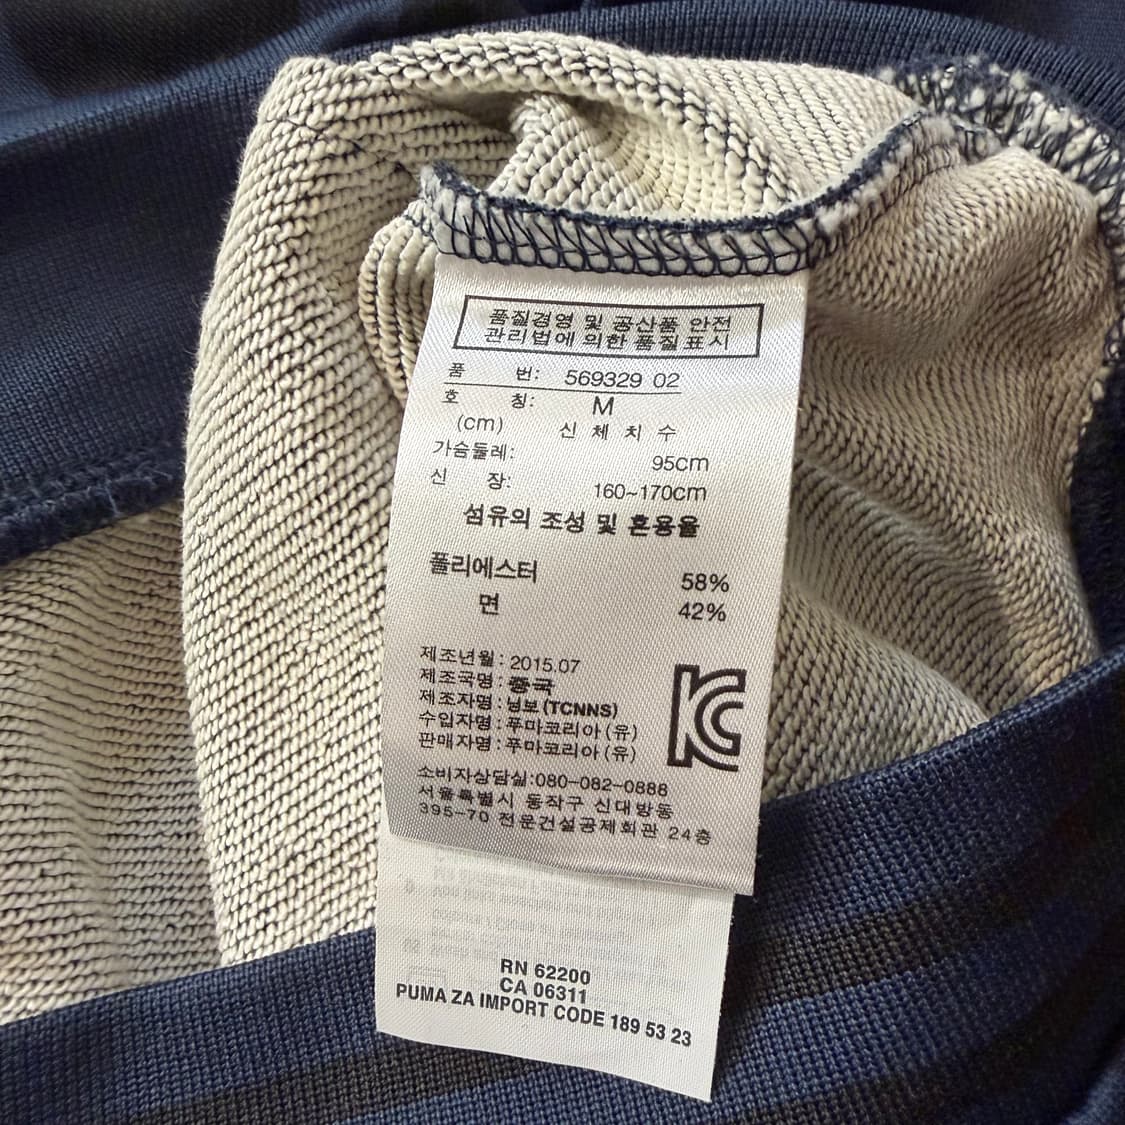 품질경영 및 공산품 안전
관리법에 의한 품질표시
품 번: 569329 02
호 칭: M
(cm) 신 체 치 수
가슴둘레: 95cm
신 장: 160~170cm
섬유의 조성 및 혼용율
폴리에스터 58%
면 42%
제조년월: 2015.07
제조국명: 중국
제조자명: 닝보(TCNNS)
수입자명: 푸마코리아(유)
판매자명: 푸마코리아(유)
KC
소비자상담실:080-082-0888
서울특별시 동작구 신대방동
395-70 전문건설공제회관 24층
RN 62200
CA 06311
PUMA ZA IMPORT CODE 189 53 23